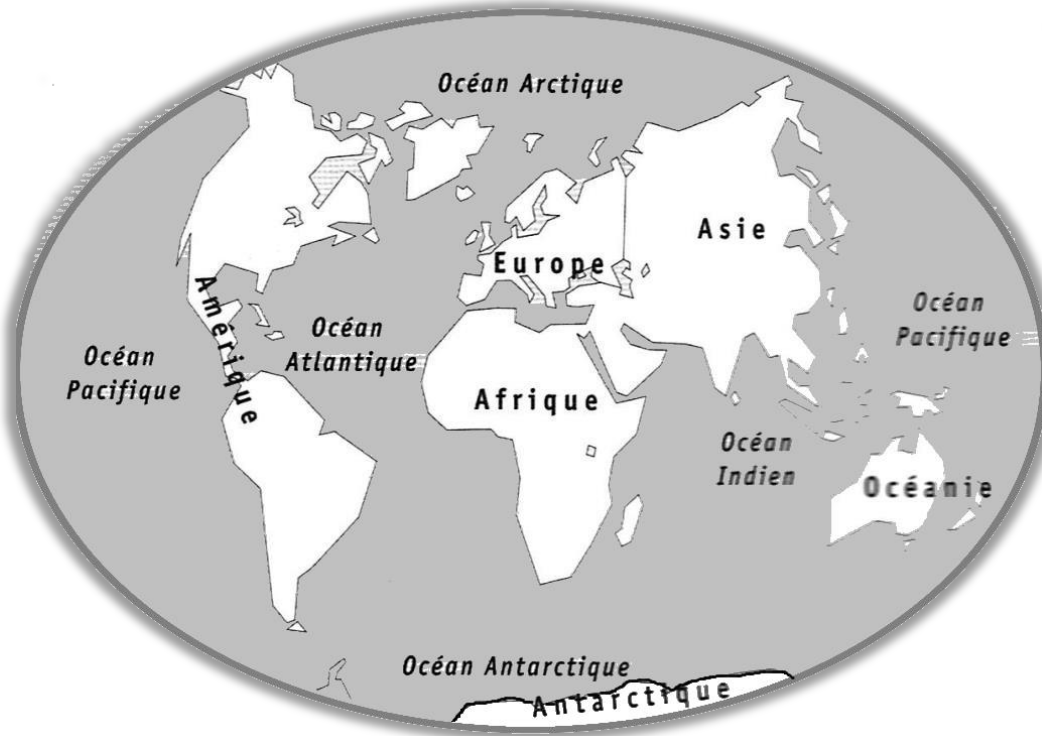 Océan Arctique
Asie
Europe
Amérique
Océan
Pacifique
Océan
Atlantique
Océan
Pacifique
Afrique
Océan
Indien
Océanie
Océan Antarctique
Antarctique